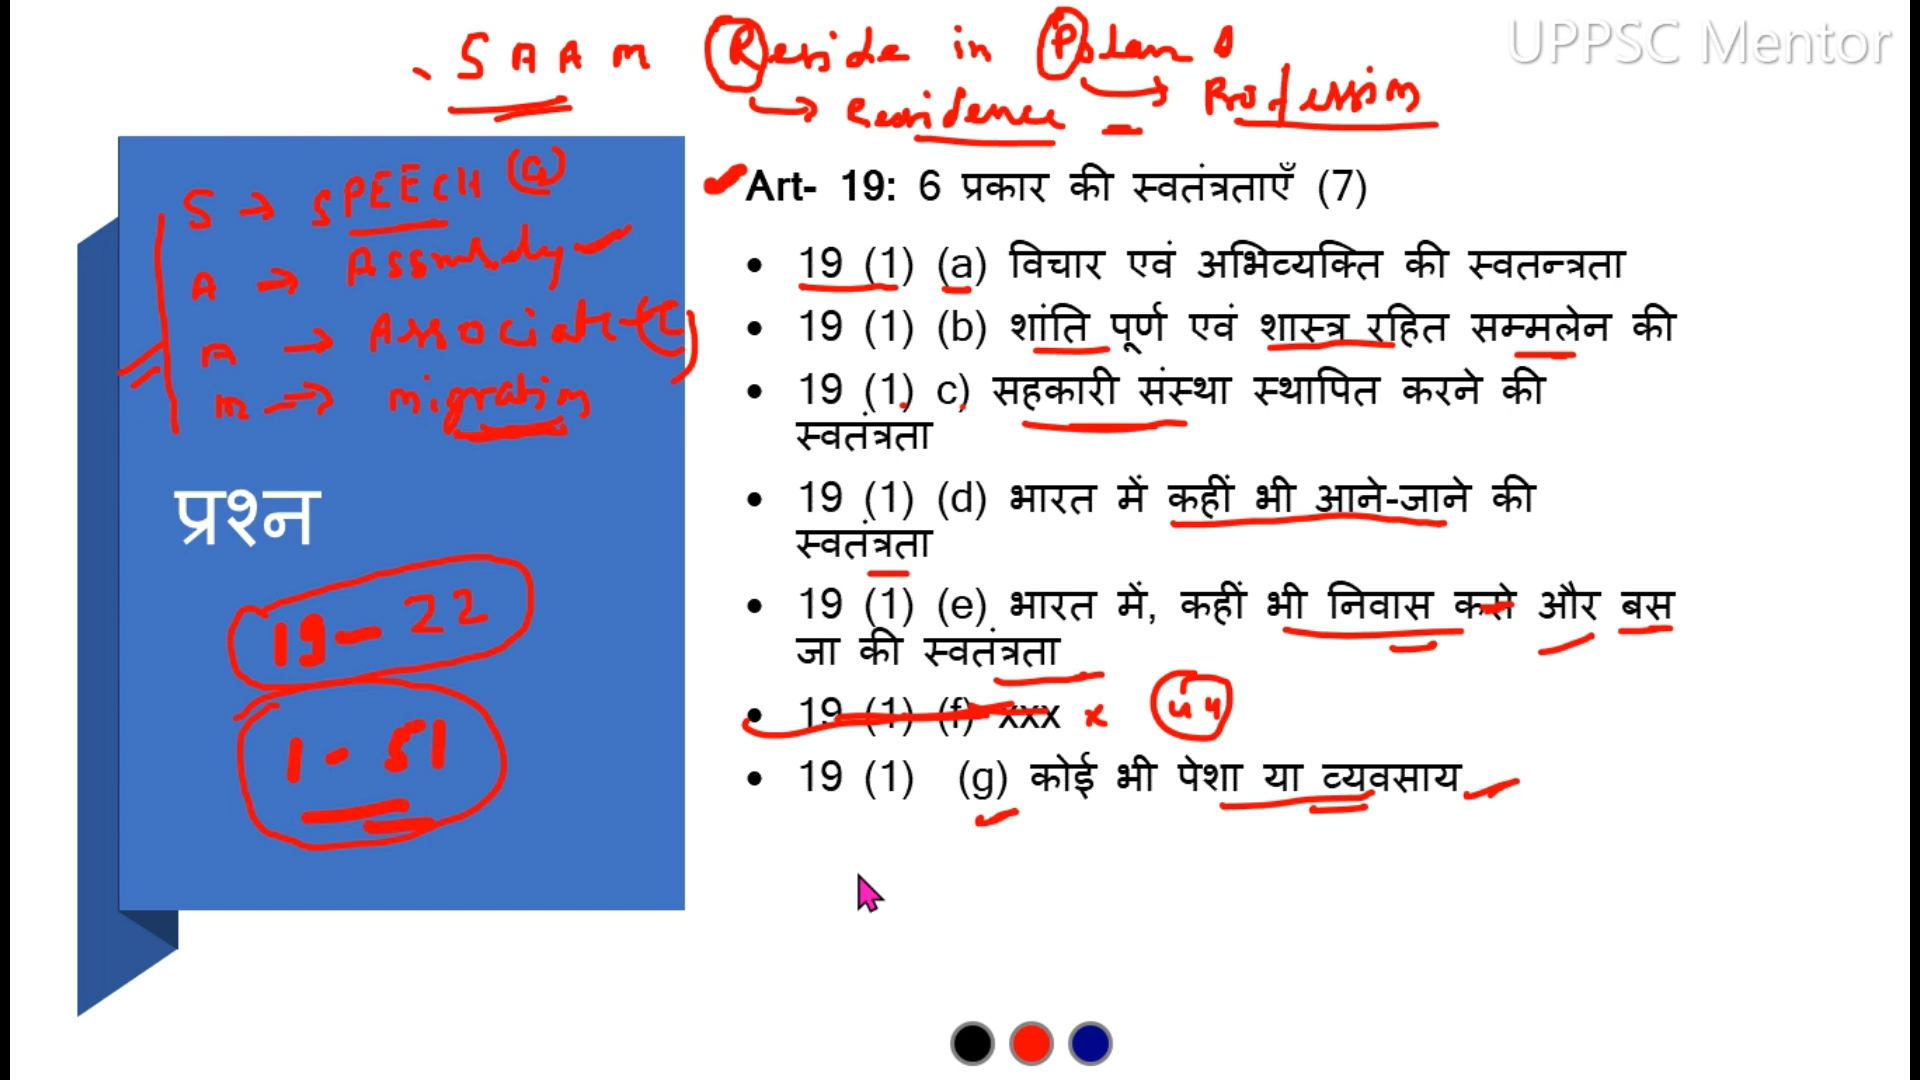 UPPSC Mentor
S A A M Reside in Poland
Residence Profession
S → SPEECH (a)
A → Assembly
A → Associate (C)
m → migration
प्रश्न
19 - 22
1 - 51
Art- 19: 6 प्रकार की स्वतंत्रताएँ (7)
• 19 (1) (a) विचार एवं अभिव्यक्ति की स्वतन्त्रता
• 19 (1) (b) शांति पूर्ण एवं शास्त्र रहित सम्मलेन की
• 19 (1) c) सहकारी संस्था स्थापित करने की
स्वतंत्रता
• 19 (1) (d) भारत में कहीं भी आने-जाने की
स्वतंत्रता
• 19 (1) (e) भारत में, कहीं भी निवास करो और बस
जा की स्वतंत्रता
• 19 (1) (f) xxx x 44
• 19 (1) (g) कोई भी पेशा या व्यवसाय